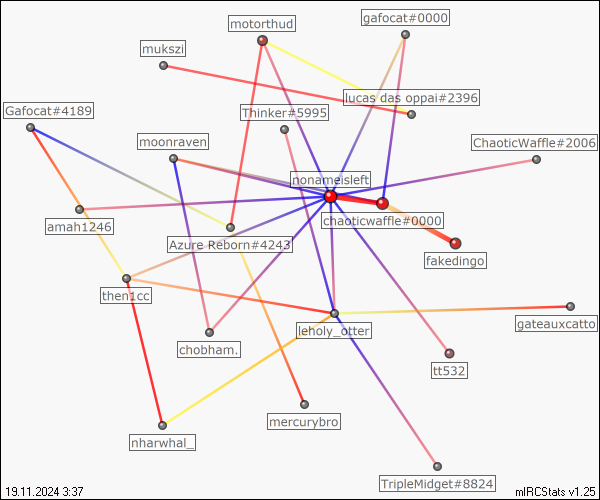 gafocat#0000
motorthud
mukszi
lucas das oppai#2396
Gafocat#4189
Thinker#5995
moonraven
ChaoticWaffle#2006
nonameisleft
chaoticwaffle#0000
amah1246
Azure Reborn#4243
fakedingo
then1cc
gateauxcatto
leholy_otter
chobham.
tt532
mercurybro
nharwhal_
TripleMidget#8824
19.11.2024 3:37
mIRCStats v1.25